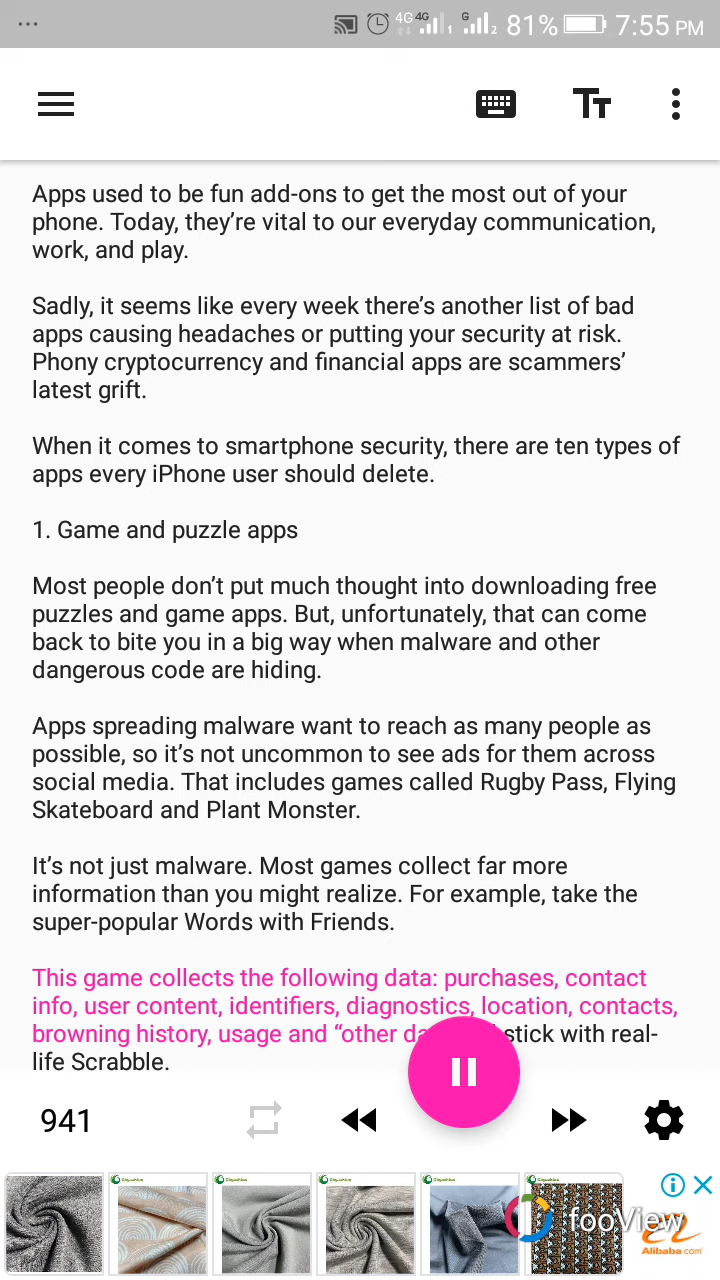 4G 4G 1 G 2 81% 7:55 PM
Apps used to be fun add-ons to get the most out of your
phone. Today, they’re vital to our everyday communication,
work, and play.
Sadly, it seems like every week there’s another list of bad
apps causing headaches or putting your security at risk.
Phony cryptocurrency and financial apps are scammers’
latest grift.
When it comes to smartphone security, there are ten types of
apps every iPhone user should delete.
1. Game and puzzle apps
Most people don’t put much thought into downloading free
puzzles and game apps. But, unfortunately, that can come
back to bite you in a big way when malware and other
dangerous code are hiding.
Apps spreading malware want to reach as many people as
possible, so it’s not uncommon to see ads for them across
social media. That includes games called Rugby Pass, Flying
Skateboard and Plant Monster.
It’s not just malware. Most games collect far more
information than you might realize. For example, take the
super-popular Words with Friends.
This game collects the following data: purchases, contact
info, user content, identifiers, diagnostics, location, contacts,
browning history, usage and “other stick with real-
life Scrabble.
941
fooView
Alibaba.com